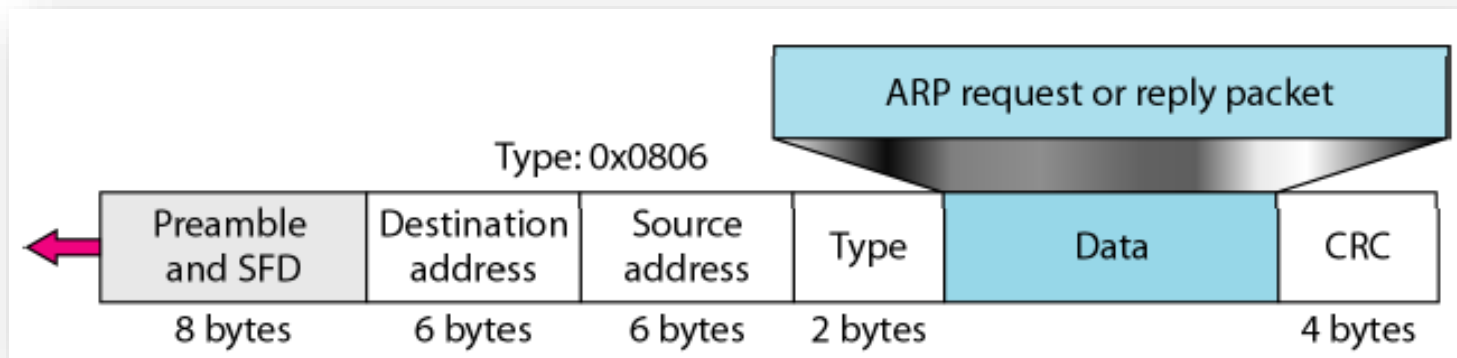 ARP request or reply packet
Type: 0x0806
Preamble
and SFD
Destination
address
Source
address
Type
Data
CRC
8 bytes
6 bytes
6 bytes
2 bytes
4 bytes